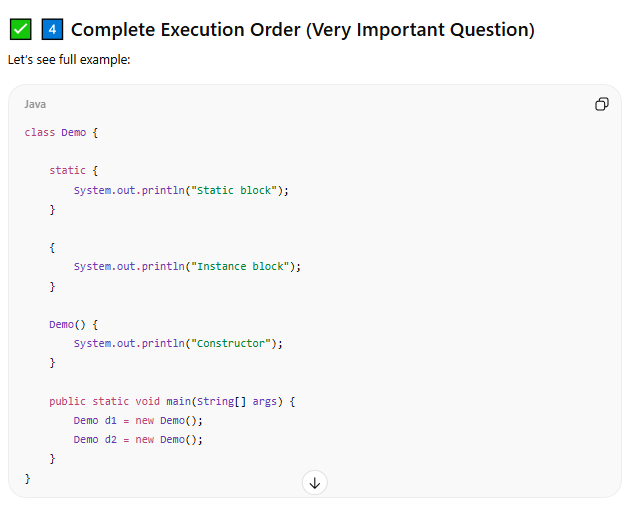 ✅ 4️⃣ Complete Execution Order (Very Important Question)
Let's see full example:
Java
class Demo {
    static {
        System.out.println("Static block");
    }
    {
        System.out.println("Instance block");
    }
    Demo() {
        System.out.println("Constructor");
    }
    public static void main(String[] args) {
        Demo d1 = new Demo();
        Demo d2 = new Demo();
    }
}